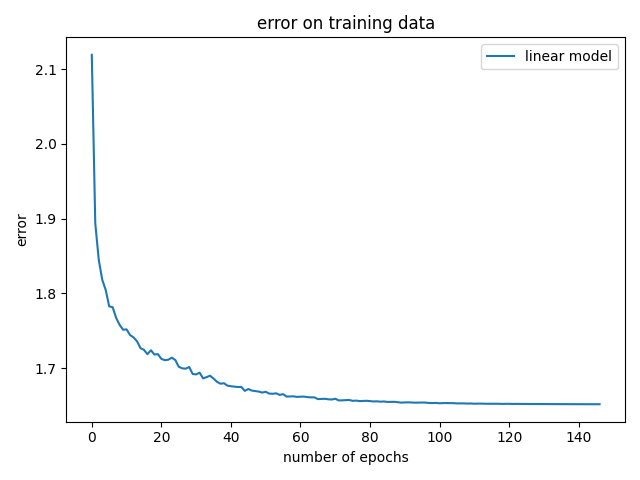 error on training data
linear model
error
2.1
2.0
1.9
1.8
1.7
0 20 40 60 80 100 120 140
number of epochs